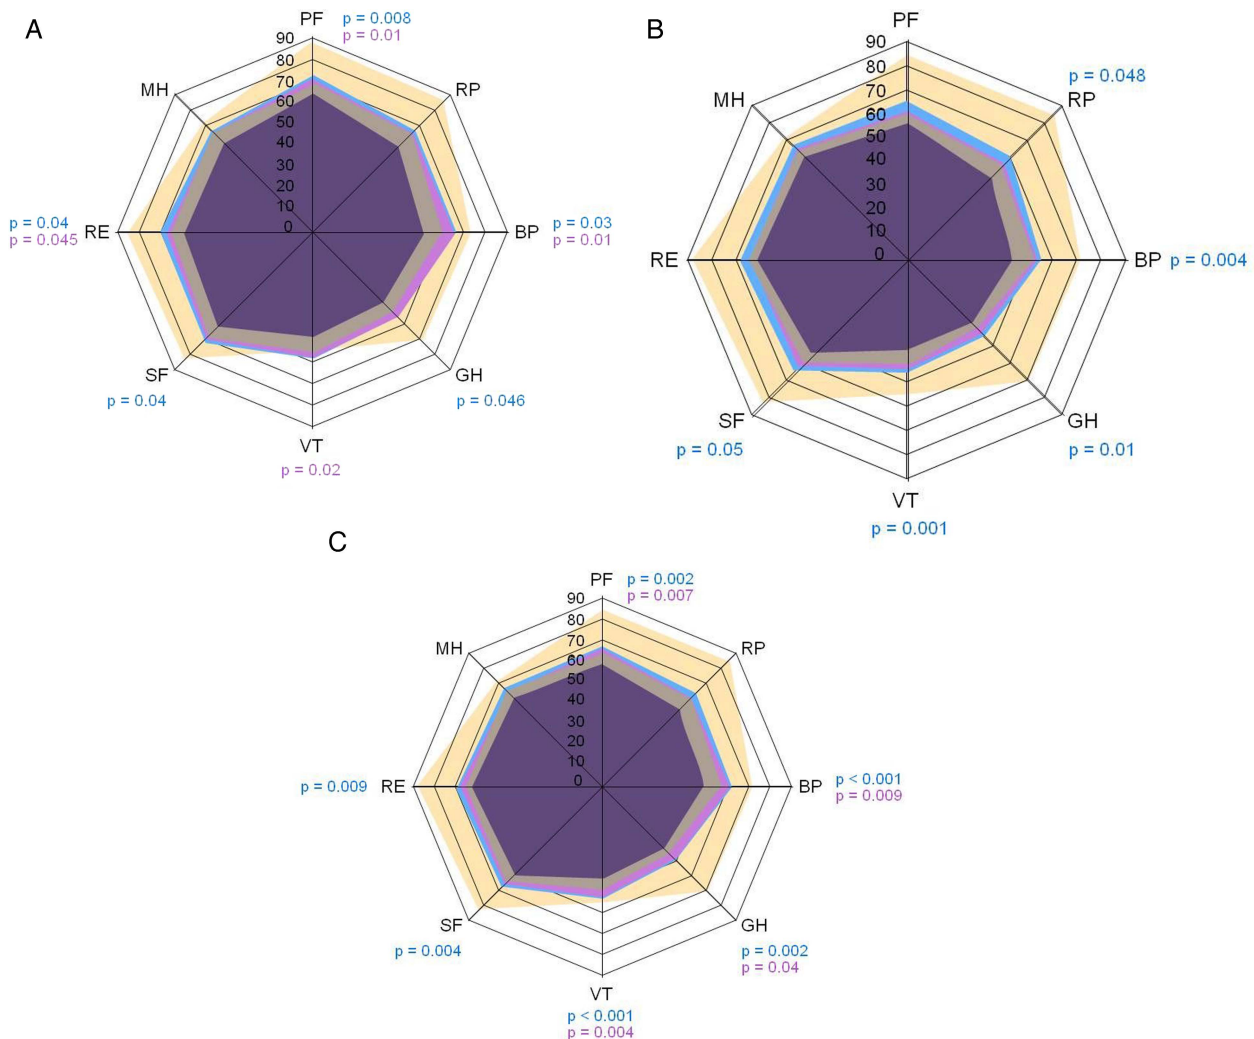 A
PF
p = 0.008
p = 0.01
90
80
70
60
50
40
30
20
10
0
MH
RP
p = 0.04
p = 0.045
RE
BP
p = 0.03
p = 0.01
SF
p = 0.04
GH
p = 0.046
VT
p = 0.02
B
PF
90
80
70
60
50
40
30
20
10
0
MH
p = 0.048
RP
RE
BP
p = 0.004
SF
p = 0.05
GH
p = 0.01
VT
p = 0.001
C
PF
p = 0.002
p = 0.007
90
80
70
60
50
40
30
20
10
0
MH
RP
p = 0.009
RE
BP
p < 0.001
p = 0.009
SF
p = 0.004
GH
p = 0.002
p = 0.04
VT
p < 0.001
p = 0.004